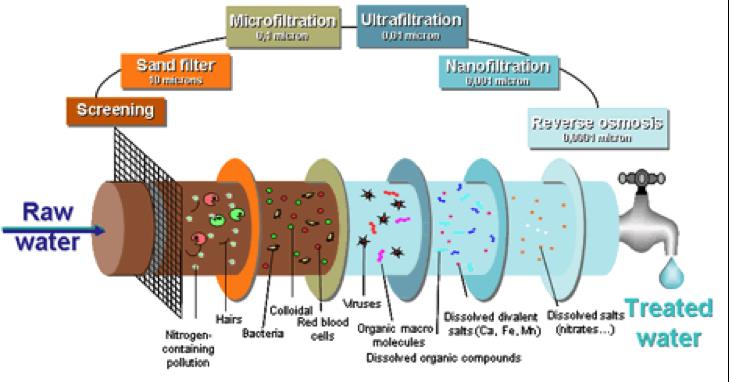 Microfiltration
0,1 micron
Ultrafiltration
0,01 micron
Sand filter
10 microns
Nanofiltration
0,001 micron
Screening
Reverse osmosis
0,0001 micron
Raw
water
Nitrogen-
containing
pollution
Hairs
Bacteria
Colloidal
Red blood
cells
Viruses
Organic macro
molecules
Dissolved organic compounds
Dissolved divalent
salts (Ca, Fe, Mn)
Dissolved salts
(nitrates...)
Treated
water